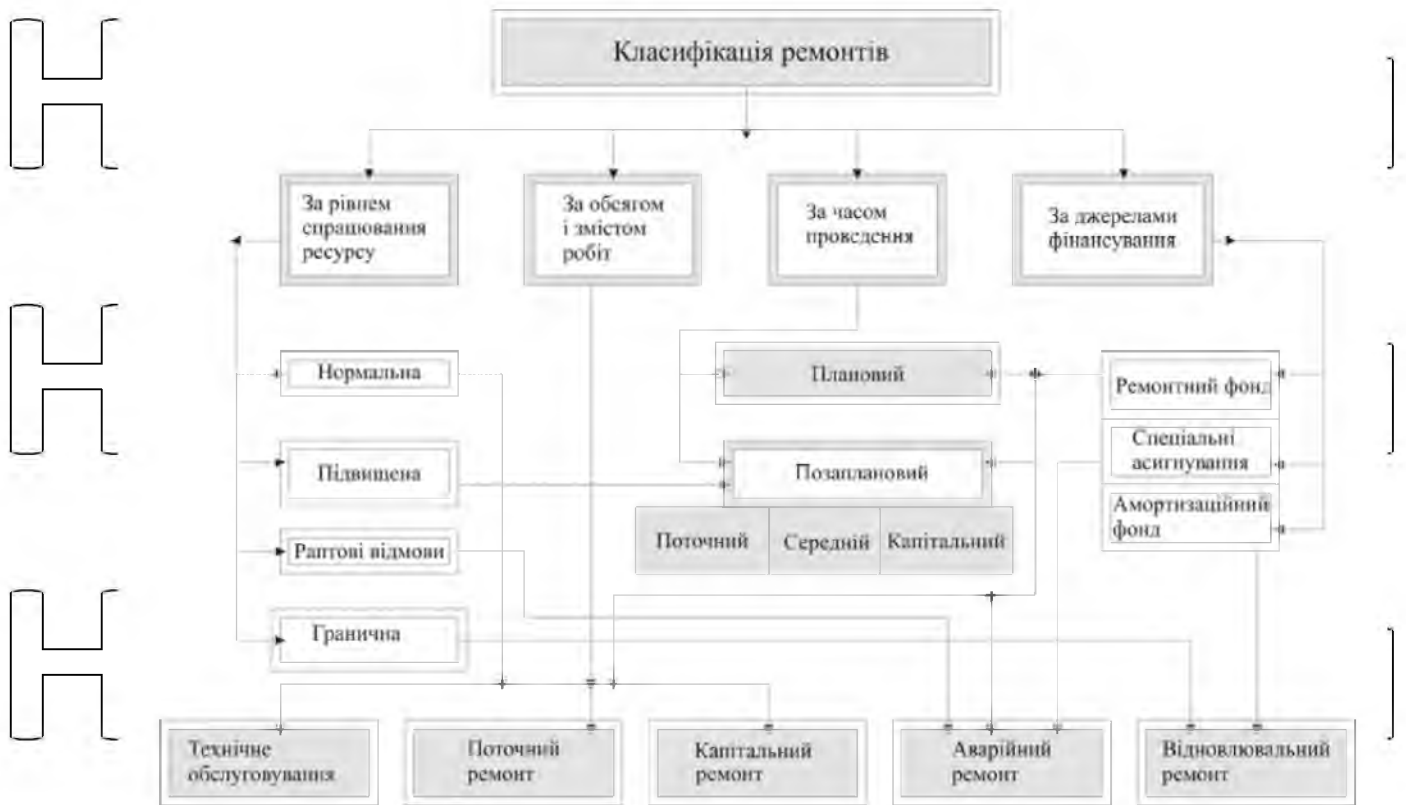 Класифікація ремонтів
За рівнем
спрацювання
ресурсу
За обсягом
і змістом
робіт
За часом
проведення
За джерелами
фінансування
Нормальна
Плановий
Ремонтний фонд
Підвищена
Позаплановий
Спеціальні
асигнування
Раптові відмови
Поточний
Середній
Капітальний
Амортизаційний
фонд
Гранична
Технічне
обслуговування
Поточний
ремонт
Капітальний
ремонт
Аварійний
ремонт
Відновлювальний
ремонт